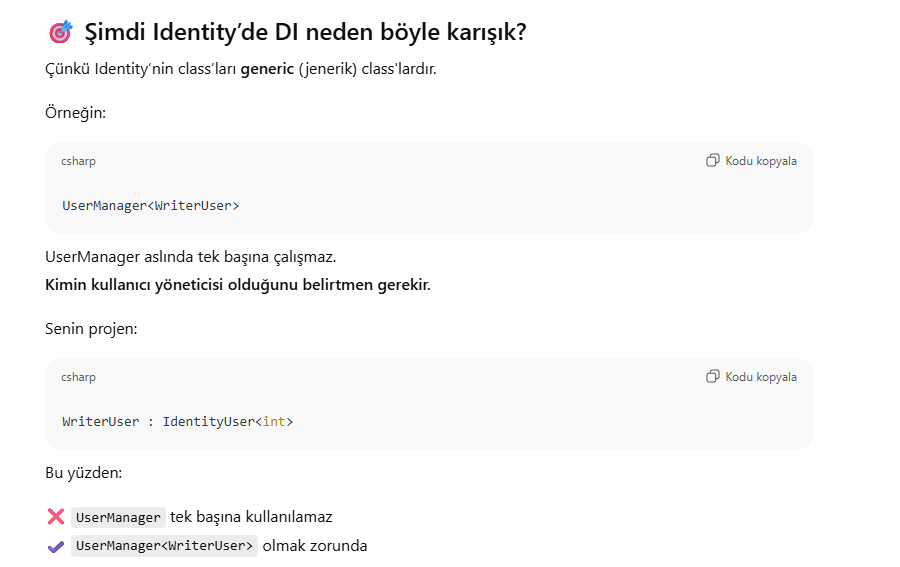 🎯 Şimdi Identity’de DI neden böyle karışık?
Çünkü Identity’nin class’ları generic (jenerik) class'lardır.
Örneğin:
csharp
Kodu kopyala
UserManager<WriterUser>
UserManager aslında tek başına çalışmaz.
Kimin kullanıcı yöneticisi olduğunu belirtmen gerekir.
Senin projen:
csharp
Kodu kopyala
WriterUser : IdentityUser<int>
Bu yüzden:
❌ UserManager tek başına kullanılamaz
✔ UserManager<WriterUser> olmak zorunda